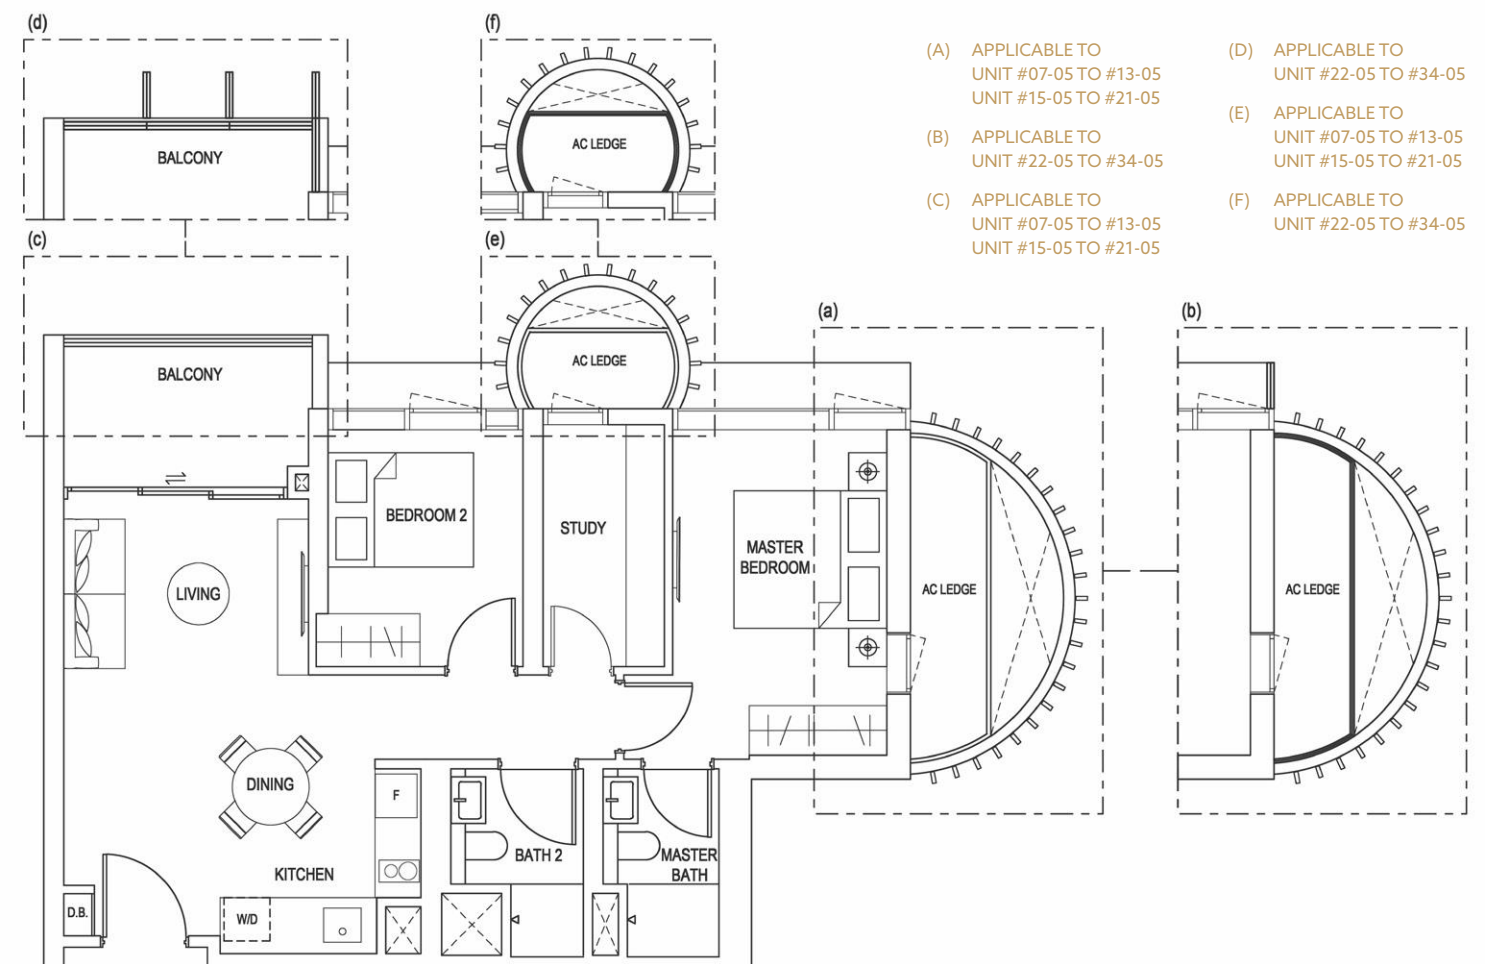 (d)
BALCONY
(f)
AC LEDGE
(A) APPLICABLE TO
UNIT #07-05 TO #13-05
UNIT #15-05 TO #21-05
(B) APPLICABLE TO
UNIT #22-05 TO #34-05
(C) APPLICABLE TO
UNIT #07-05 TO #13-05
UNIT #15-05 TO #21-05
(D) APPLICABLE TO
UNIT #22-05 TO #34-05
(E) APPLICABLE TO
UNIT #07-05 TO #13-05
UNIT #15-05 TO #21-05
(F) APPLICABLE TO
UNIT #22-05 TO #34-05
(c)
BALCONY
(e)
AC LEDGE
(a)
(b)
BEDROOM 2
STUDY
MASTER
BEDROOM
AC LEDGE
AC LEDGE
LIVING
DINING
F
KITCHEN
BATH 2
MASTER
BATH
D.B.
W/D